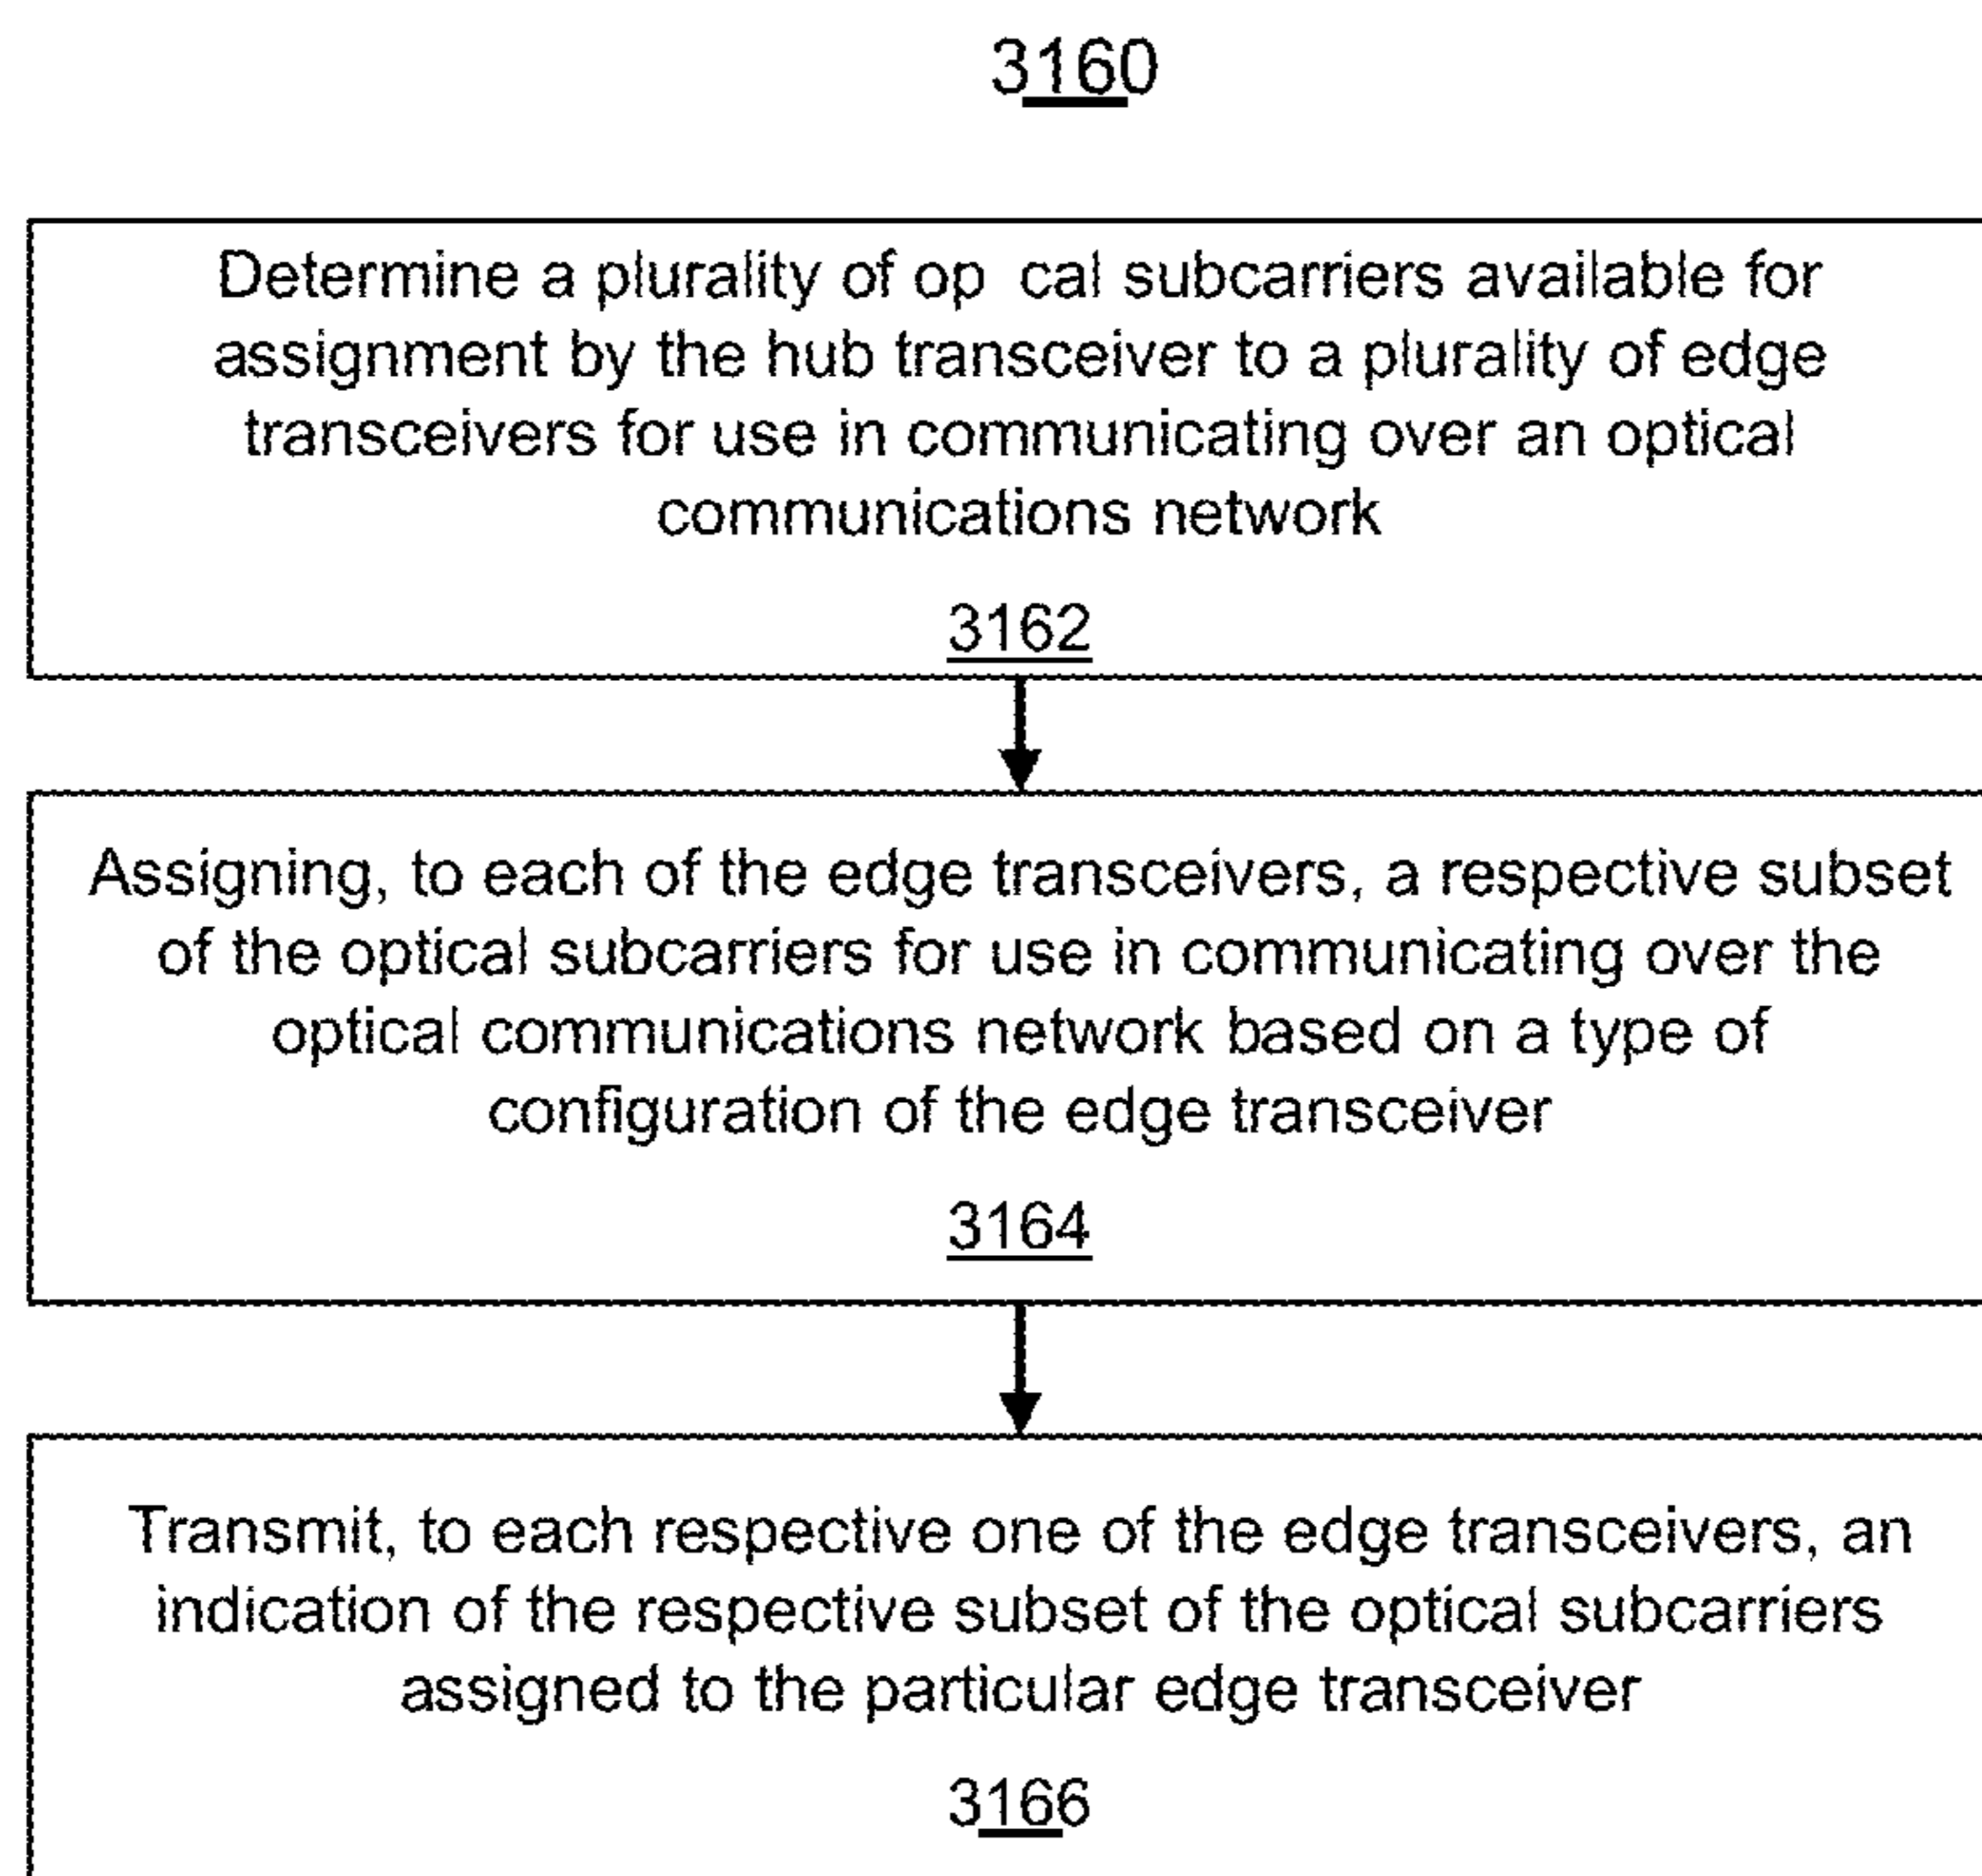 3160
Determine a plurality of op cal subcarriers available for
assignment by the hub transceiver to a plurality of edge
transceivers for use in communicating over an optical
communications network
3162
Assigning, to each of the edge transceivers, a respective subset
of the optical subcarriers for use in communicating over the
optical communications network based on a type of
configuration of the edge transceiver
3164
Transmit, to each respective one of the edge transceivers, an
indication of the respective subset of the optical subcarriers
assigned to the particular edge transceiver
3166